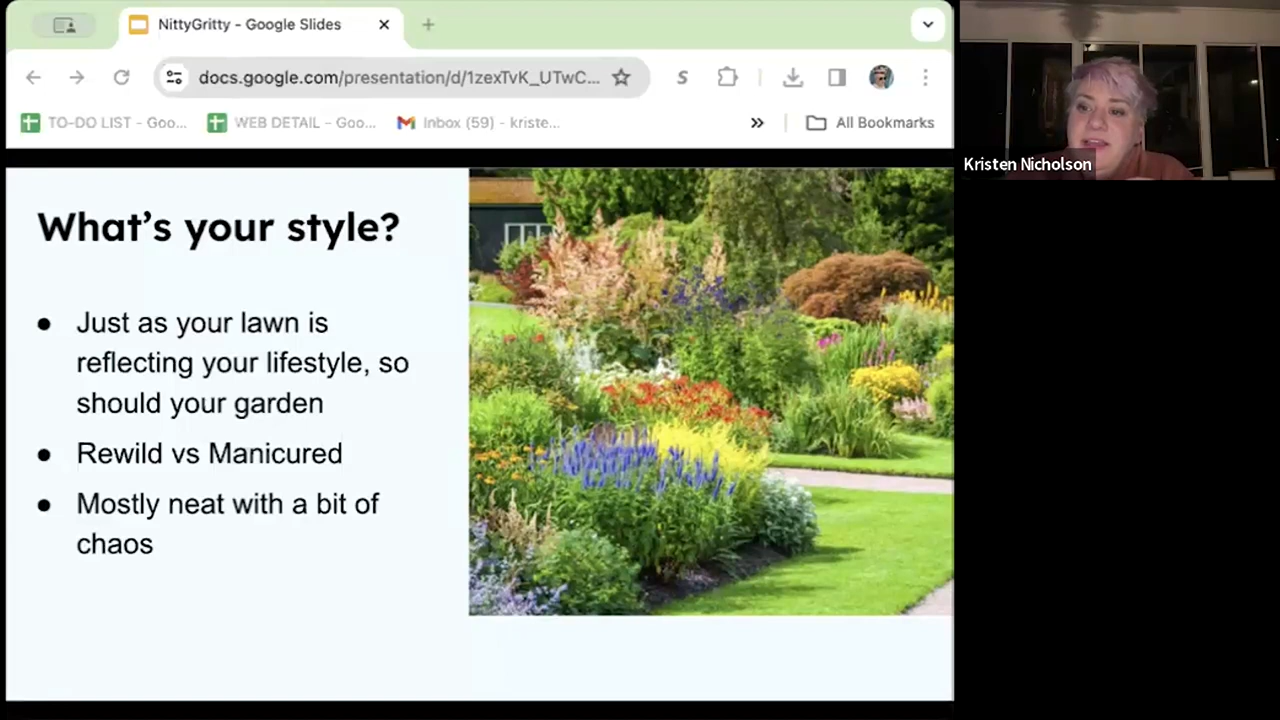 NittyGritty - Google Slides
docs.google.com/presentation/d/1zexTvK_UTwC...
TO-DO LIST - Goo...
WEB DETAIL - Goo...
Inbox (59) - kriste...
All Bookmarks
Kristen Nicholson
What's your style?
● Just as your lawn is
reflecting your lifestyle, so
should your garden
● Rewild vs Manicured
● Mostly neat with a bit of
chaos